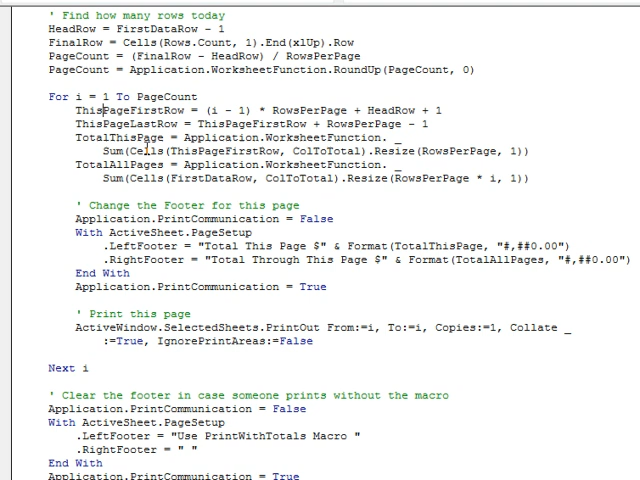 ' Find how many rows today
HeadRow = FirstDataRow - 1
FinalRow = Cells(Rows.Count, 1).End(xlUp).Row
PageCount = (FinalRow - HeadRow) / RowsPerPage
PageCount = Application.WorksheetFunction.RoundUp(PageCount, 0)
For i = 1 To PageCount
ThisPageFirstRow = (i - 1) * RowsPerPage + HeadRow + 1
ThisPageLastRow = ThisPageFirstRow + RowsPerPage - 1
TotalThisPage = Application.WorksheetFunction. _
Sum(Cells(ThisPageFirstRow, ColToTotal).Resize(RowsPerPage, 1))
TotalAllPages = Application.WorksheetFunction. _
Sum(Cells(FirstDataRow, ColToTotal).Resize(RowsPerPage * i, 1))
' Change the Footer for this page
Application.PrintCommunication = False
With ActiveSheet.PageSetup
.LeftFooter = "Total This Page $" & Format(TotalThisPage, "#,##0.00")
.RightFooter = "Total Through This Page $" & Format(TotalAllPages, "#,##0.00")
End With
Application.PrintCommunication = True
' Print this page
ActiveWindow.SelectedSheets.PrintOut From:=i, To:=i, Copies:=1, Collate _
:=True, IgnorePrintAreas:=False
Next i
' Clear the footer in case someone prints without the macro
Application.PrintCommunication = False
With ActiveSheet.PageSetup
.LeftFooter = "Use PrintWithTotals Macro "
.RightFooter = " "
End With
Application.PrintCommunication = True